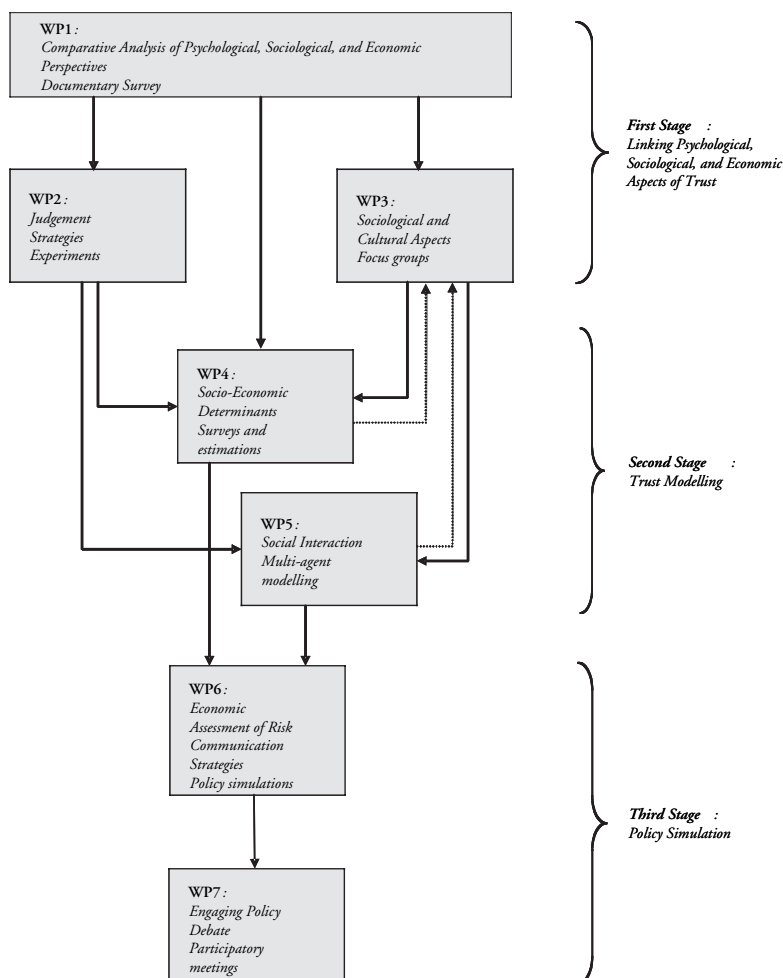 WP1 :
Comparative Analysis of Psychological, Sociological, and Economic
Perspectives
Documentary Survey
First Stage :
Linking Psychological,
Sociological, and Economic
Aspects of Trust
WP2 :
Judgement
Strategies
Experiments
WP3 :
Sociological and
Cultural Aspects
Focus groups
WP4 :
Socio-Economic
Determinants
Surveys and
estimations
Second Stage :
Trust Modelling
WP5 :
Social Interaction
Multi-agent
modelling
WP6 :
Economic
Assessment of Risk
Communication
Strategies
Policy simulations
Third Stage :
Policy Simulation
WP7 :
Engaging Policy
Debate
Participatory
meetings